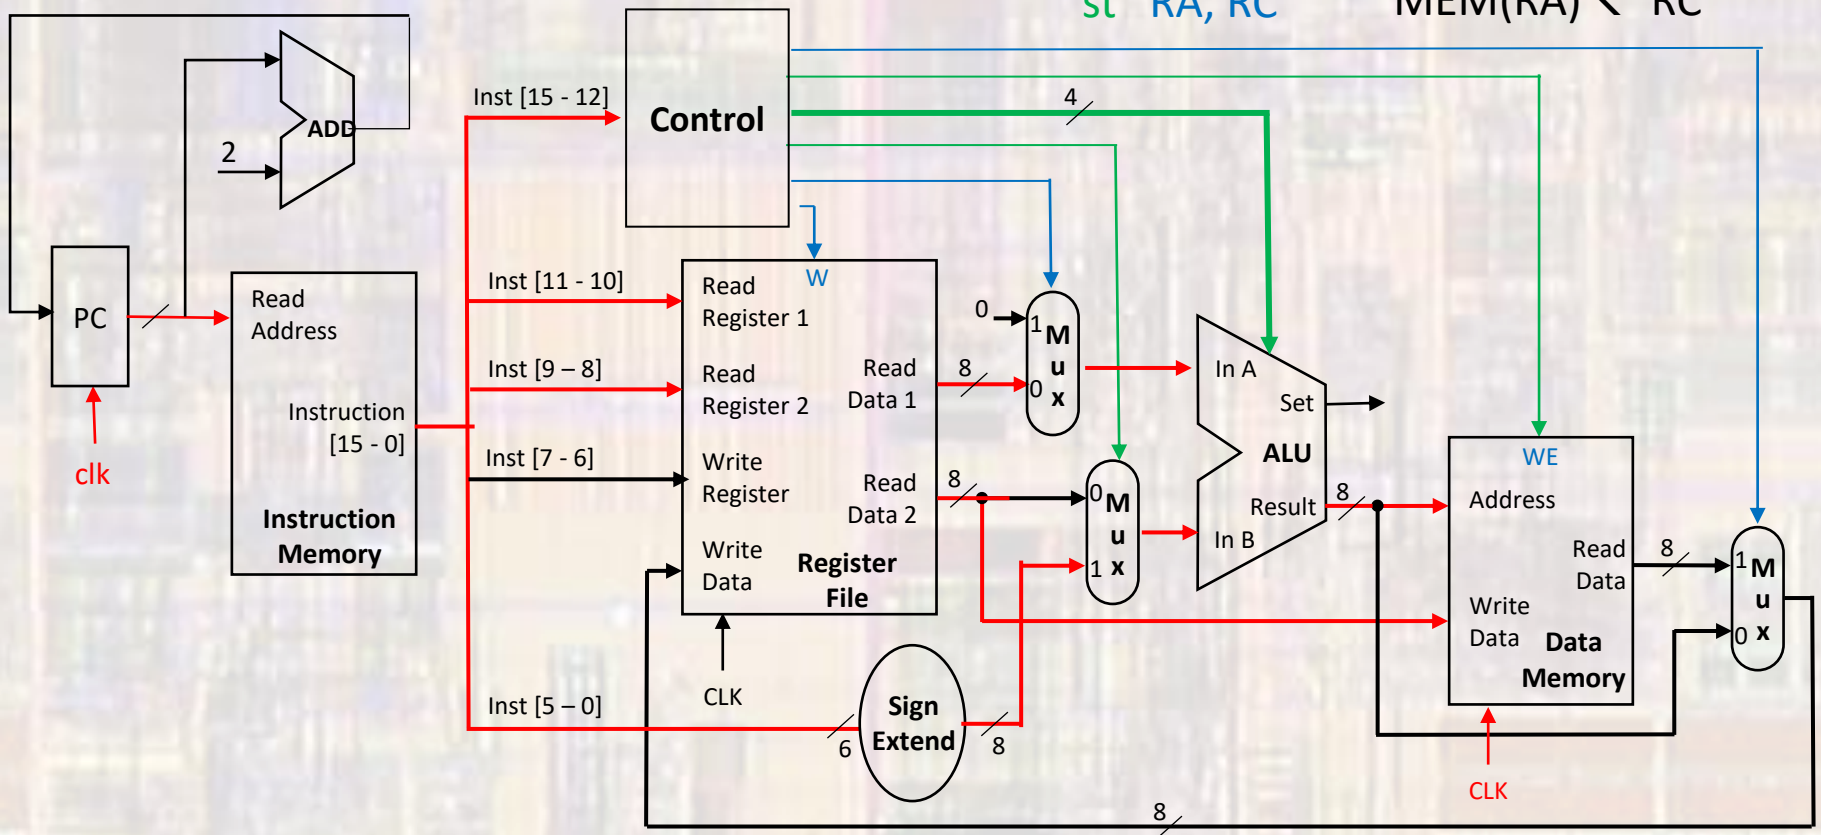 st RA, RC MEM(RA) < RC
Control
Inst [15 - 12]
4
ADD
2
PC
clk
Read
Address
Instruction
[15 - 0]
Instruction
Memory
Inst [11 - 10]
Inst [9 – 8]
Inst [7 - 6]
Inst [5 – 0]
W
Read
Register 1
Read
Register 2
Write
Register
Write
Data
Read
Data 1
Read
Data 2
Register
File
CLK
8
8
6
Sign
Extend
8
0
1
0
M
u
x
0
1
M
u
x
In A
Set
ALU
Result
In B
8
WE
Address
Read
Data
Write
Data
Data
Memory
CLK
8
1
0
M
u
x
8